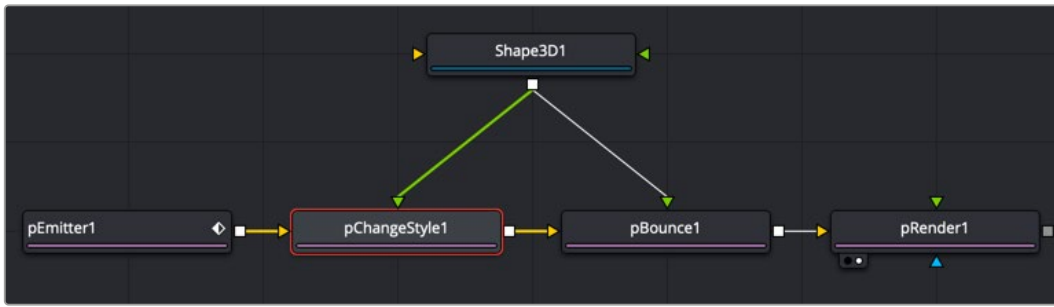 Shape3D1
pEmitter1
pChangeStyle1
pBounce1
pRender1